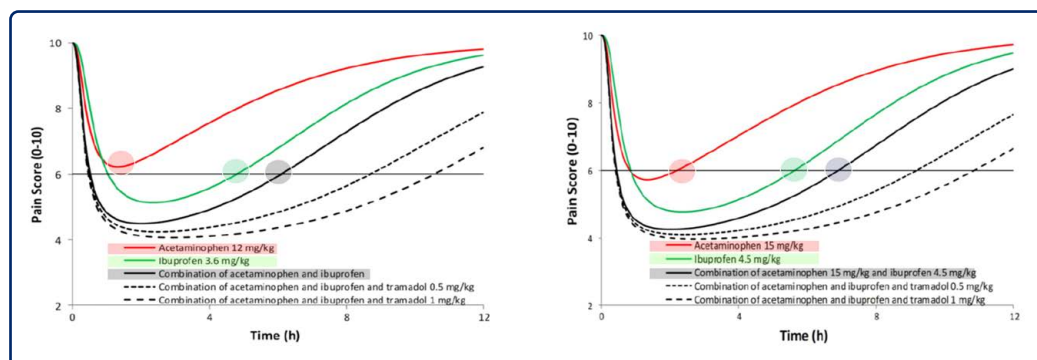 10
8
6
4
2
Pain Score (0-10)
Acetaminophen 12 mg/kg
Ibuprofen 3.6 mg/kg
Combination of acetaminophen and ibuprofen
Combination of acetaminophen and ibuprofen and tramadol 0.5 mg/kg
Combination of acetaminophen and ibuprofen and tramadol 1 mg/kg
0 4 8 12
Time (h)
10
8
6
4
2
Pain Score (0-10)
Acetaminophen 15 mg/kg
Ibuprofen 4.5 mg/kg
Combination of acetaminophen 15 mg/kg and ibuprofen 4.5 mg/kg
Combination of acetaminophen and ibuprofen and tramadol 0.5 mg/kg
Combination of acetaminophen and ibuprofen and tramadol 1 mg/kg
0 4 8 12
Time (h)